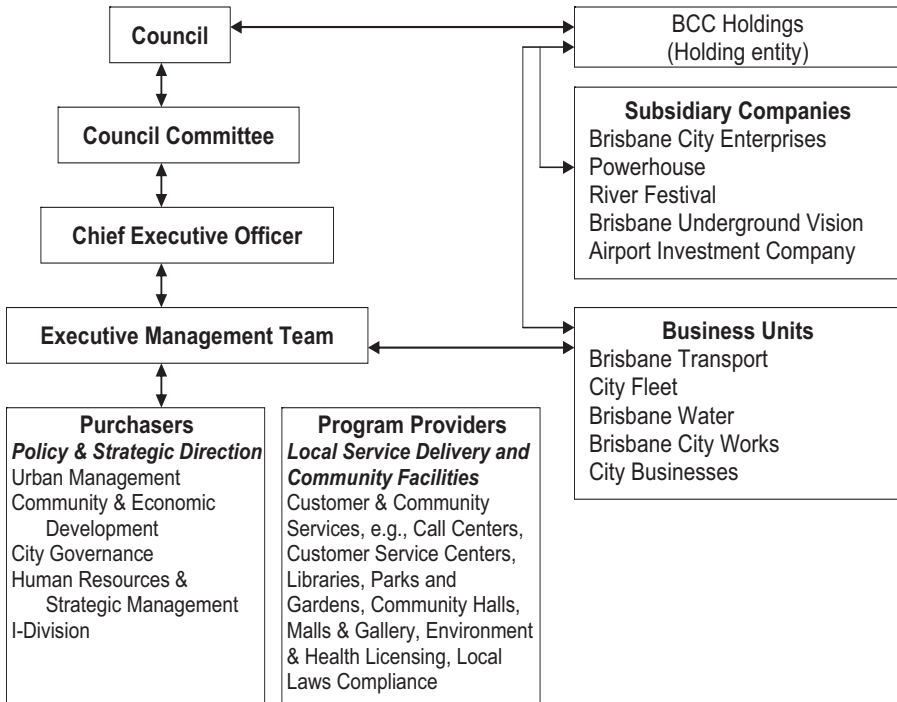 Council
BCC Holdings
(Holding entity)
Council Committee
Subsidiary Companies
Brisbane City Enterprises
Powerhouse
River Festival
Brisbane Underground Vision
Airport Investment Company
Chief Executive Officer
Executive Management Team
Business Units
Brisbane Transport
City Fleet
Brisbane Water
Brisbane City Works
City Businesses
Purchasers
Policy & Strategic Direction
Urban Management
Community & Economic
Development
City Governance
Human Resources &
Strategic Management
I-Division
Program Providers
Local Service Delivery and
Community Facilities
Customer & Community
Services, e.g., Call Centers,
Customer Service Centers,
Libraries, Parks and
Gardens, Community Halls,
Malls & Gallery, Environment
& Health Licensing, Local
Laws Compliance